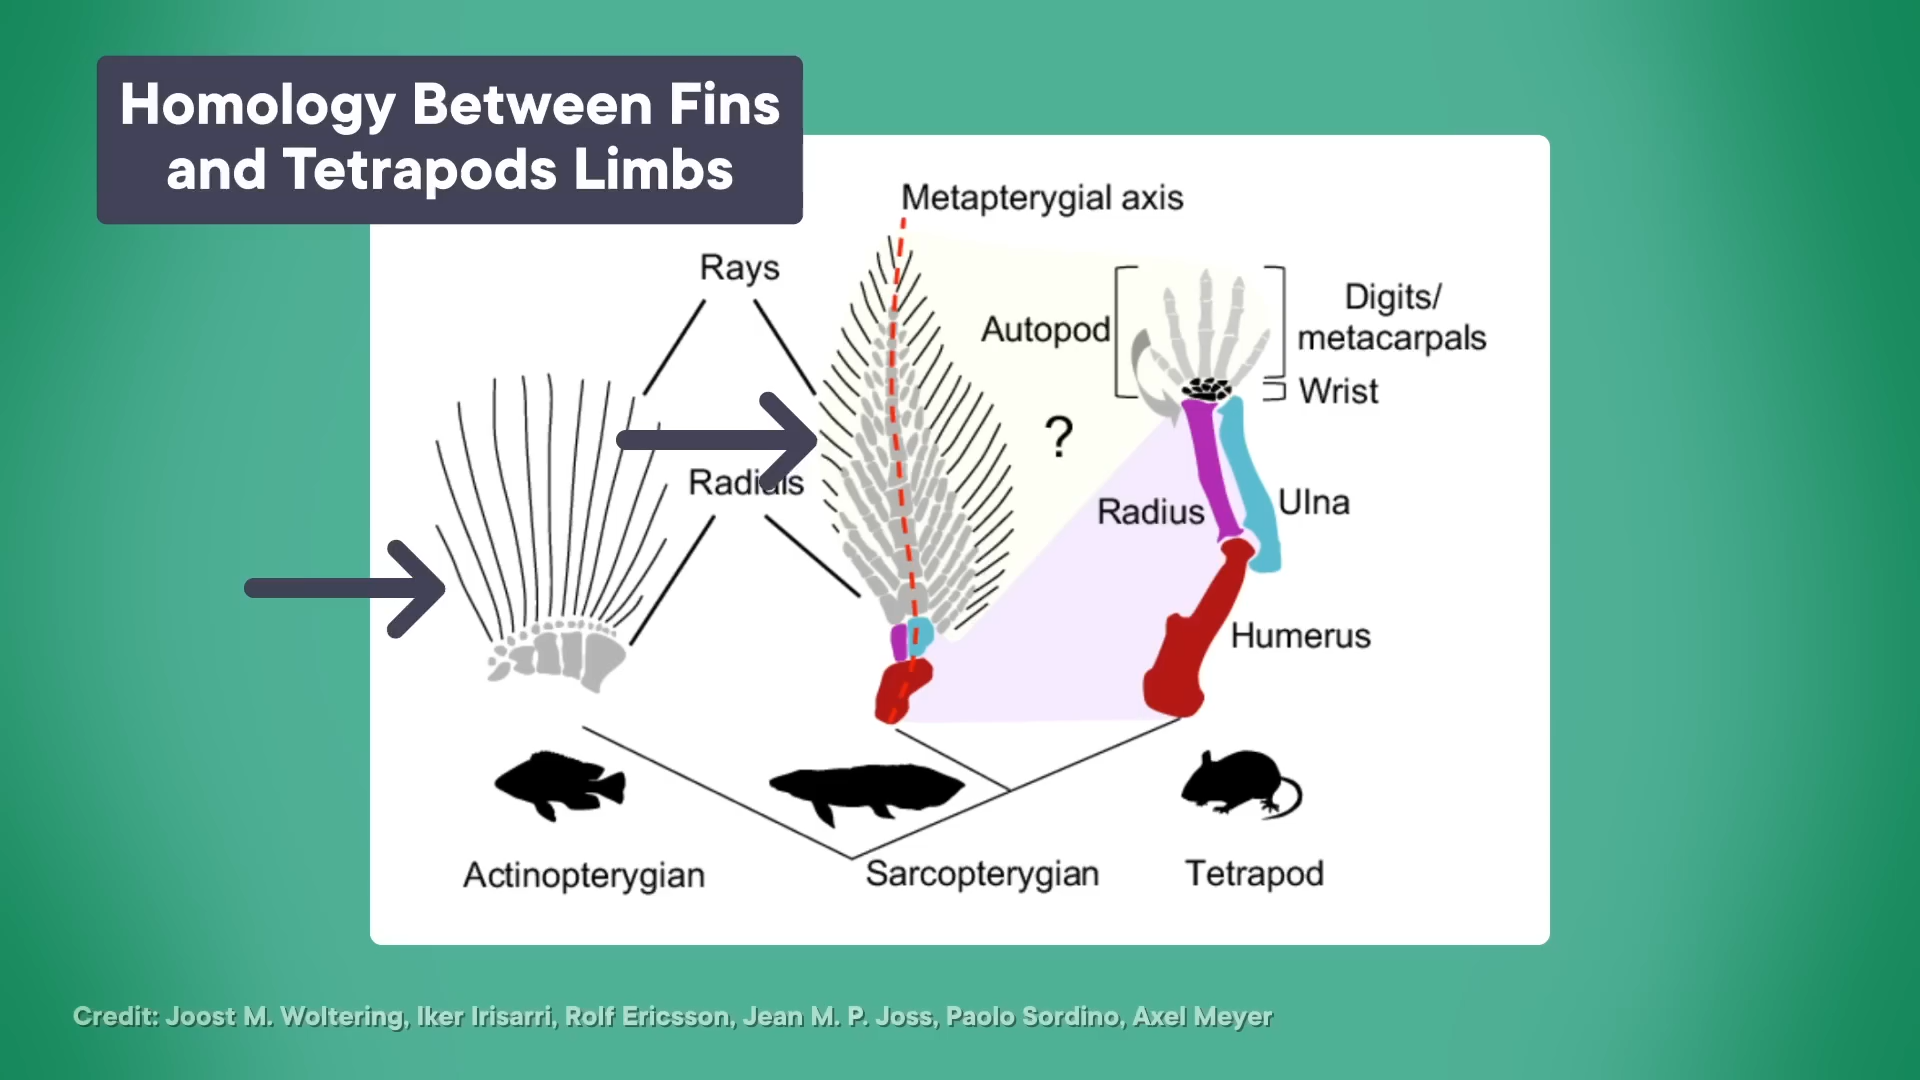 Homology Between Fins
and Tetrapods Limbs
Metapterygial axis
Rays
Autopod
Digits/
metacarpals
Wrist
?
Radials
Radius
Ulna
Humerus
Actinopterygian
Sarcopterygian
Tetrapod
Credit: Joost M. Woltering, Iker Irisarri, Rolf Ericsson, Jean M. P. Joss, Paolo Sordino, Axel Meyer